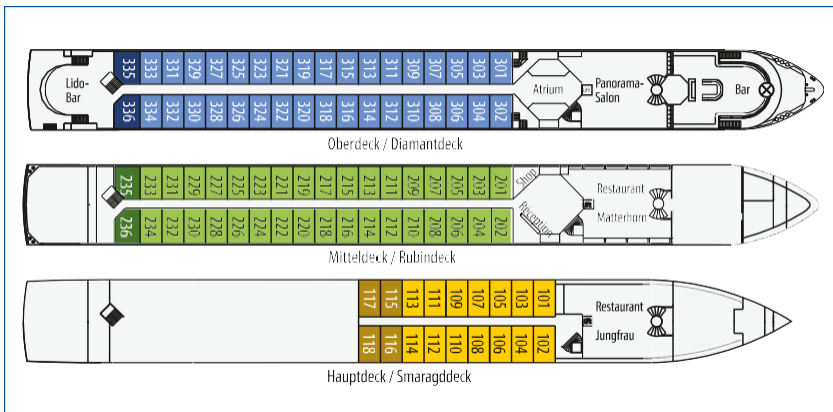 335 333 331 329 327 325 323 321 319 317 315 313 311 309 307 305 303 301
Lido-
Bar
Atrium
Panorama-
Salon
Bar
336 334 332 330 328 326 324 322 320 318 316 314 312 310 308 306 304 302
Oberdeck / Diamantdeck
235 233 231 229 227 225 223 221 219 217 215 214 211 209 207 205 203 201
Shop
Reception
Restaurant
Matterhorn
236 234 232 230 228 226 224 222 220 218 216 214 212 210 208 206 204 202
Mitteldeck / Rubindeck
117 115 113 111 109 107 105 103 101
Restaurant
Jungfrau
118 116 114 112 110 108 106 104 102
Hauptdeck / Smaragddeck